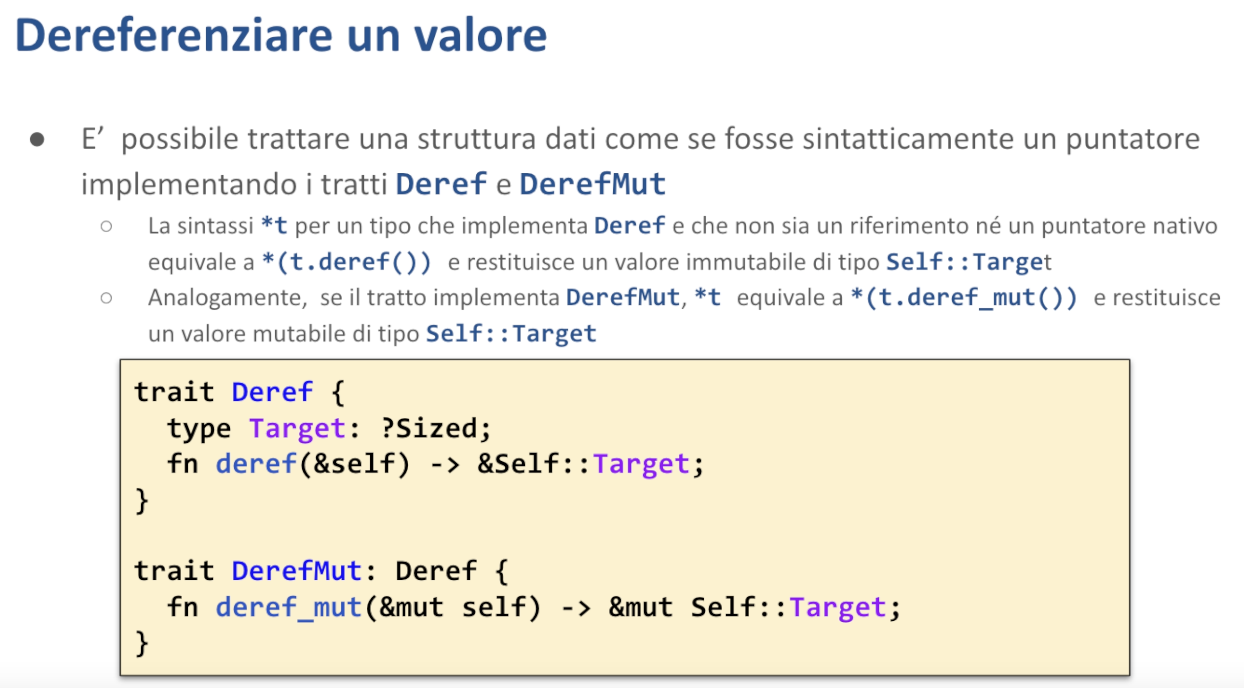 Dereferenziare un valore
● E’ possibile trattare una struttura dati come se fosse sintatticamente un puntatore
implementando i tratti Deref e DerefMut
○ La sintassi *t per un tipo che implementa Deref e che non sia un riferimento né un puntatore nativo
equivale a *(t.deref()) e restituisce un valore immutabile di tipo Self::Target
○ Analogamente, se il tratto implementa DerefMut, *t equivale a *(t.deref_mut()) e restituisce
un valore mutabile di tipo Self::Target
trait Deref {
  type Target: ?Sized;
  fn deref(&self) -> &Self::Target;
}
trait DerefMut: Deref {
  fn deref_mut(&mut self) -> &mut Self::Target;
}